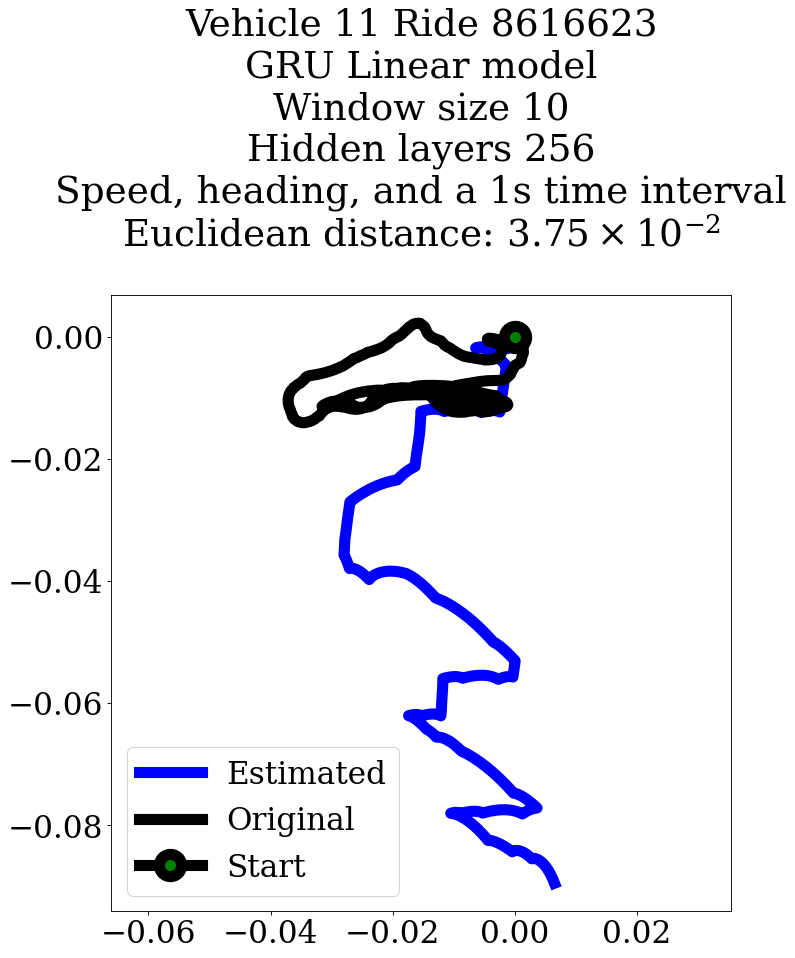 Vehicle 11 Ride 8616623
GRU Linear model
Window size 10
Hidden layers 256
Speed, heading, and a 1s time interval
Euclidean distance: 3.75 × 10⁻²
0.00
−0.02
−0.04
−0.06
−0.08
Estimated
Original
Start
−0.06 −0.04 −0.02 0.00 0.02